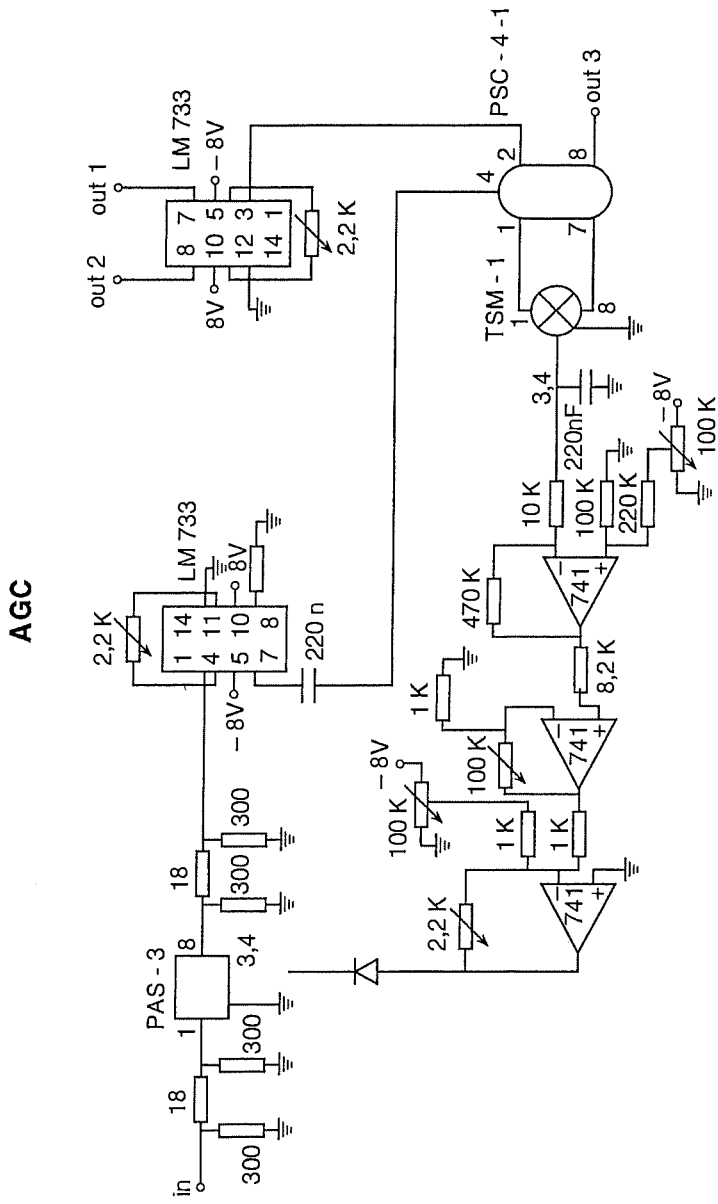 AGC
in
18
300
300
PAS - 3
1
8
3,4
18
300
300
2,2 K
LM 733
1 14
4 11
5 10
7 8
8V
– 8V
220 n
out 2
out 1
LM 733
8 7
10 5
12 3
14 1
8V
– 8V
2,2 K
PSC - 4 -1
4
2
1
7
8
out 3
TSM - 1
1
8
3,4
220nF
10 K
100 K
220 K
– 8V
100 K
470 K
–
741
+
8,2 K
1 K
100 K
–
741
+
– 8V
100 K
1 K
1 K
2,2 K
–
741
+